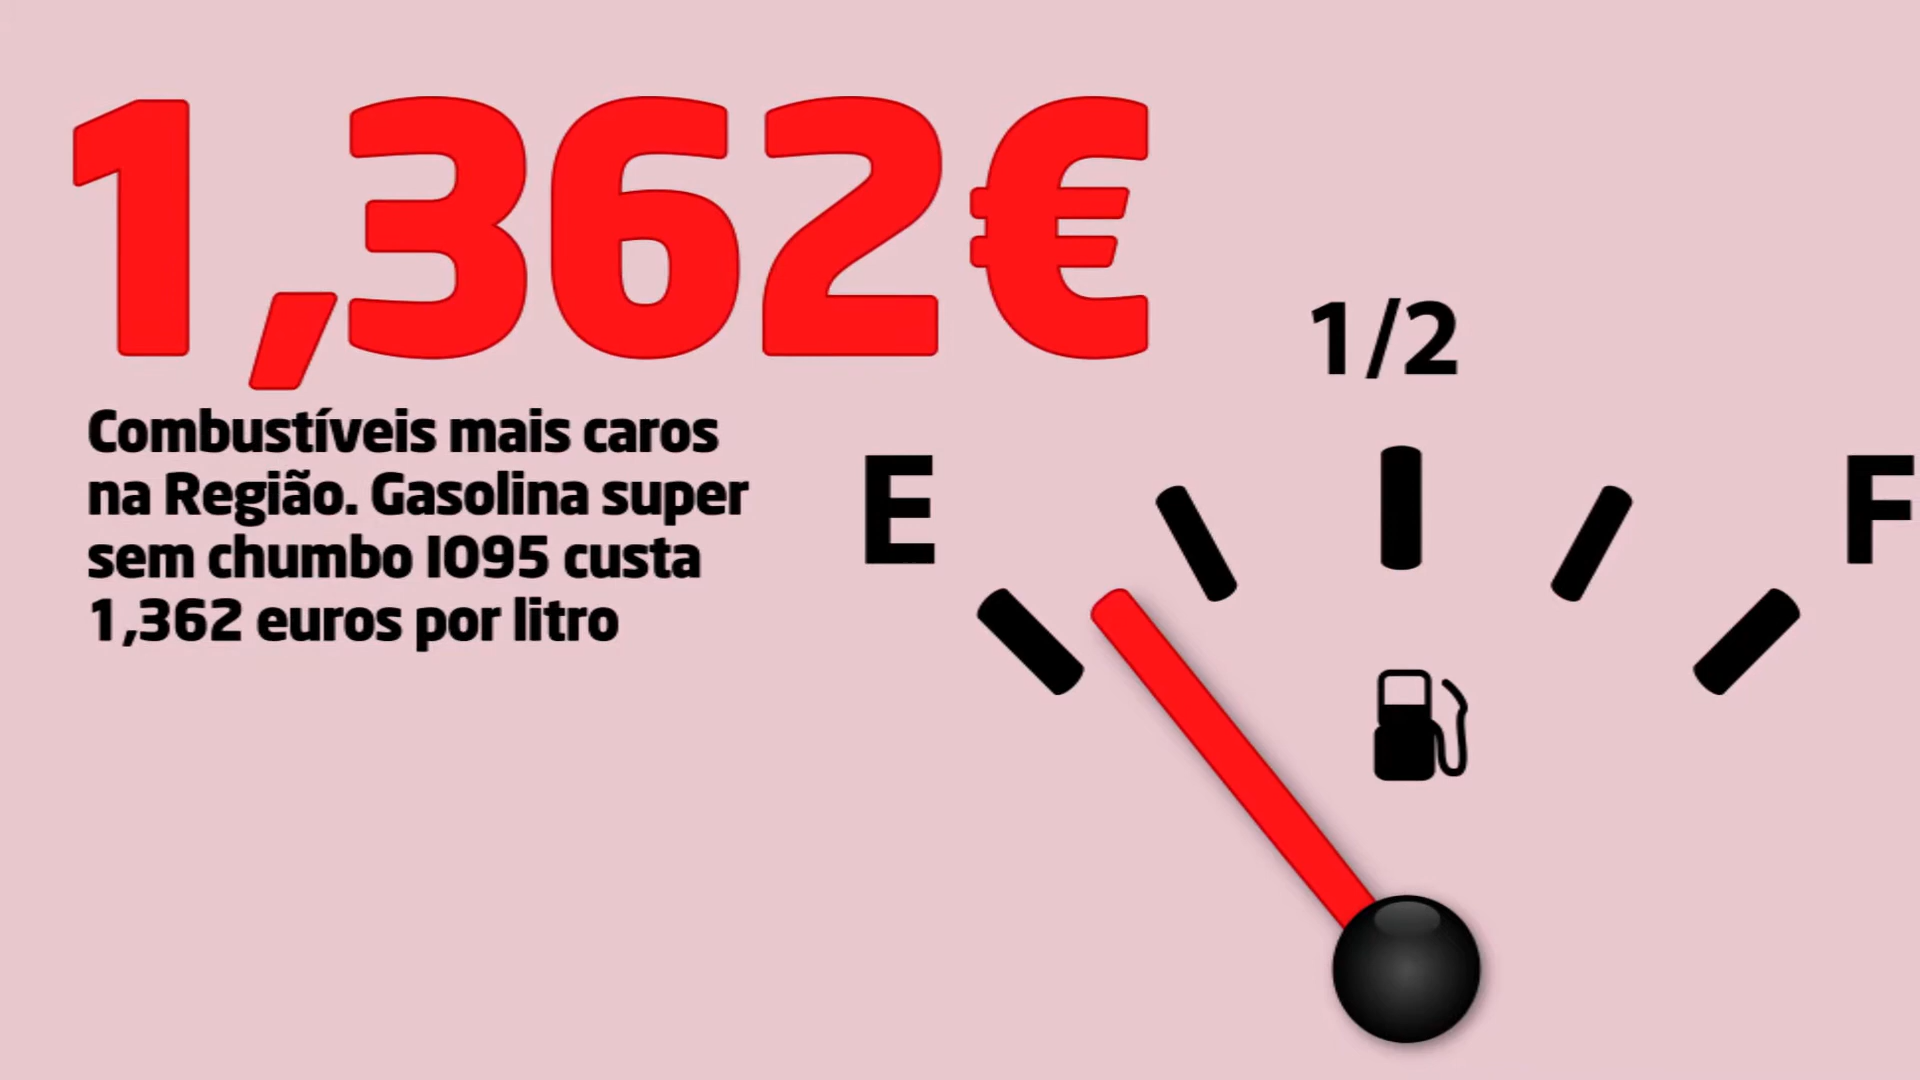 1,362€
Combustíveis mais caros
na Região. Gasolina super
sem chumbo IO95 custa
1,362 euros por litro
1/2
E
F